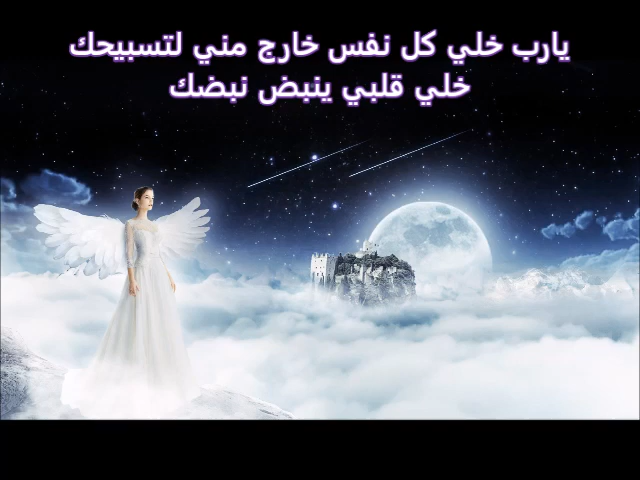 يارب خلي كل نفس خارج مني لتسبيحك
خلي قلبي ينبض نبضك